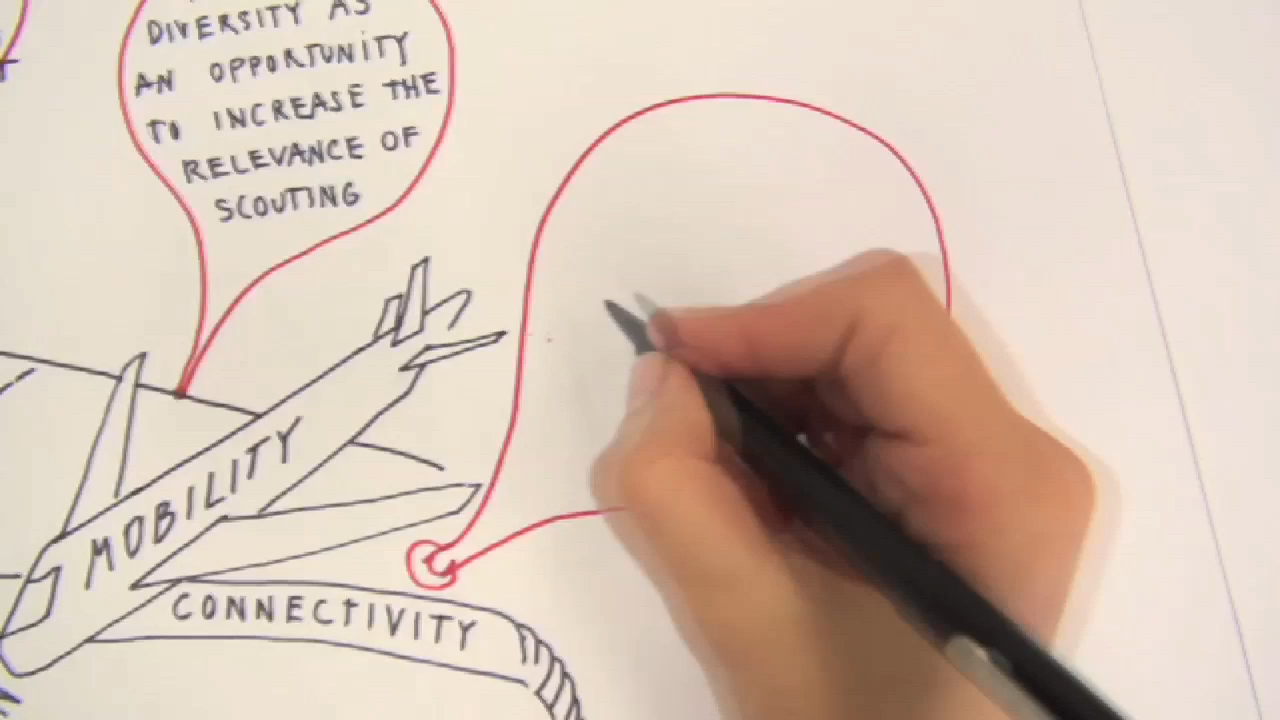 DIVERSITY AS
AN OPPORTUNITY
TO INCREASE THE
RELEVANCE OF
SCOUTING
MOBILITY
CONNECTIVITY